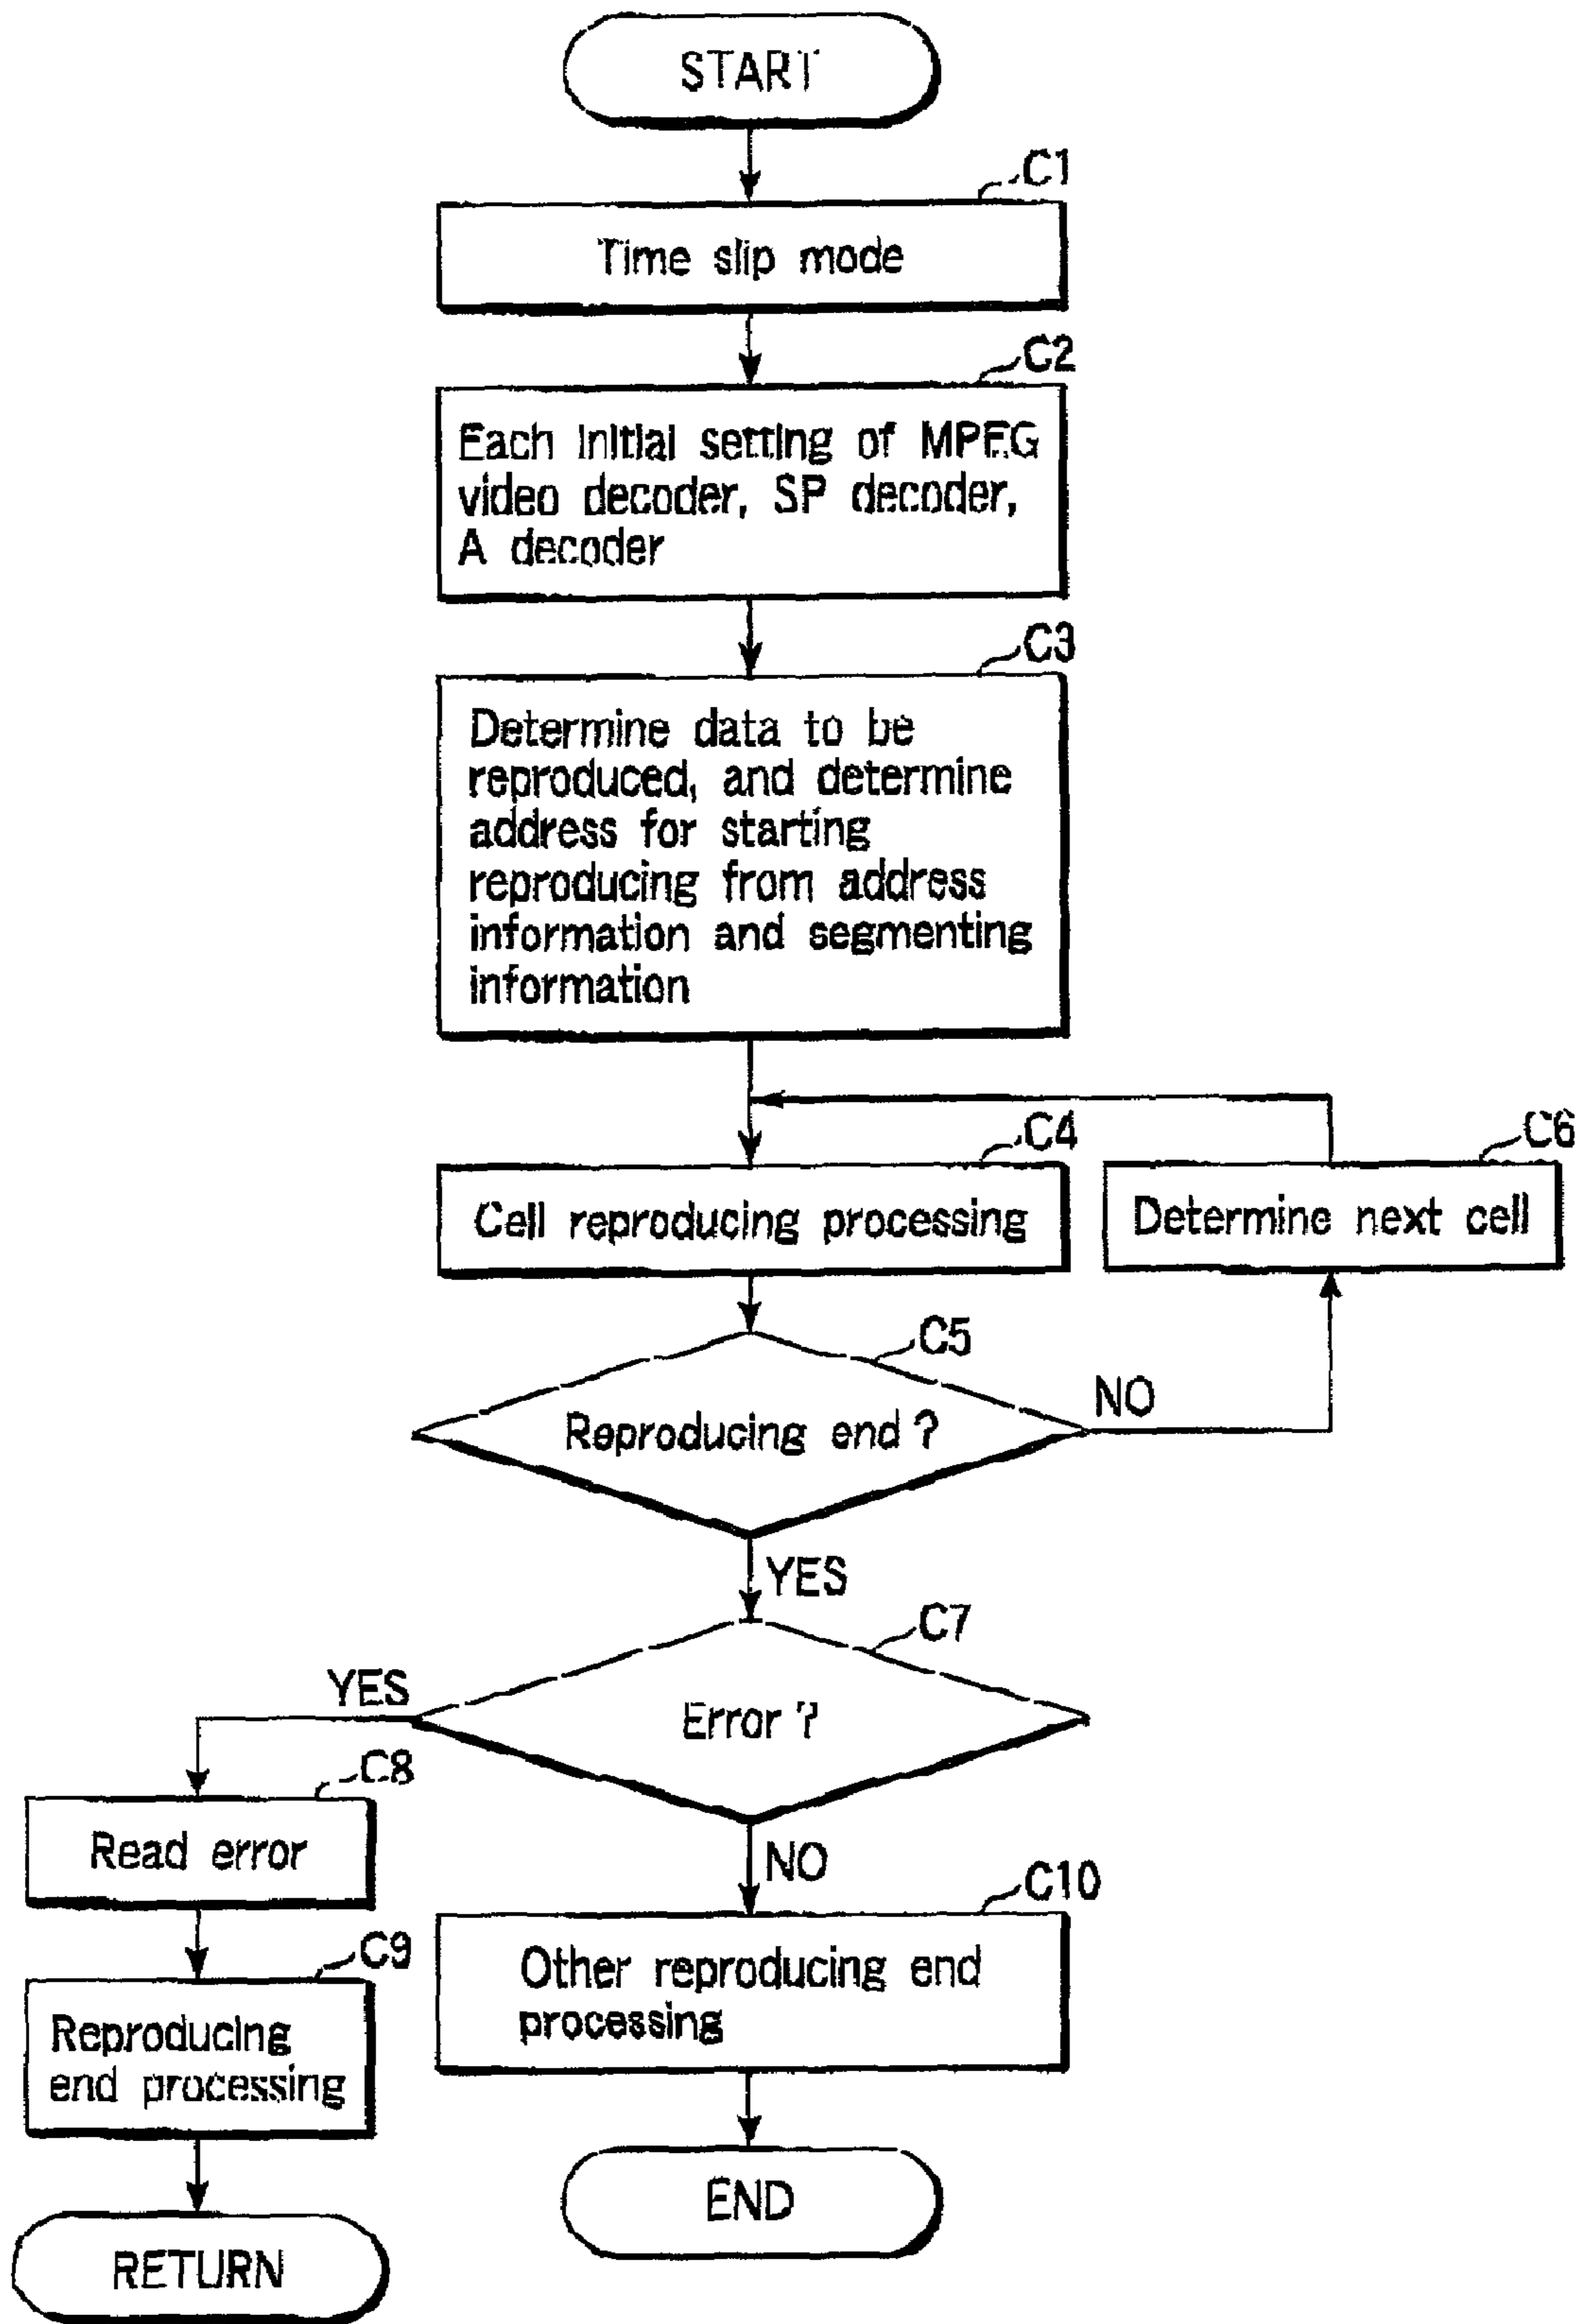 START
C1
Time slip mode
C2
Each initial setting of MPEG
video decoder, SP decoder,
A decoder
C3
Determine data to be
reproduced, and determine
address for starting
reproducing from address
information and segmenting
information
C4
Cell reproducing processing
C6
Determine next cell
C5
Reproducing end ?
NO
YES
C7
Error ?
YES
NO
C8
Read error
C9
Reproducing
end processing
RETURN
C10
Other reproducing end
processing
END